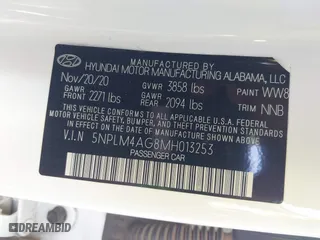 HYUNDAI MOTOR MANUFACTURING ALABAMA, LLC
Nov/20/20 GVWR 3858 lbs PAINT WW8
GAWR FRONT 2271 lbs GAWR REAR 2094 lbs TRIM NNB
THIS VEHICLE CONFORMS TO ALL APPLICABLE U.S.A. FEDERAL
MOTOR VEHICLE SAFETY, BUMPER, AND THEFT PREVENTION
STANDARDS IN EFFECT ON THE DATE OF MANUFACTURE SHOWN ABOVE.
V.I.N 5NPLM4AG8MH013253
PASSENGER CAR
DREAMBID